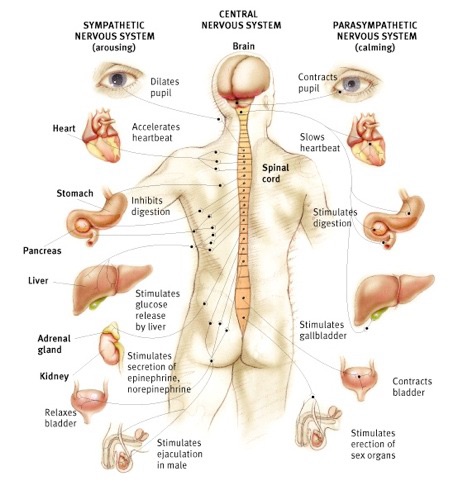 SYMPATHETIC
NERVOUS SYSTEM
(arousing)
CENTRAL
NERVOUS SYSTEM
Brain
PARASYMPATHETIC
NERVOUS SYSTEM
(calming)
Dilates
pupil
Contracts
pupil
Heart
Accelerates
heartbeat
Slows
heartbeat
Spinal
cord
Stomach
Inhibits
digestion
Stimulates
digestion
Pancreas
Liver
Stimulates
glucose
release
by liver
Stimulates
gallbladder
Adrenal
gland
Kidney
Stimulates
secretion of
epinephrine,
norepinephrine
Contracts
bladder
Relaxes
bladder
Stimulates
ejaculation
in male
Stimulates
erection of
sex organs